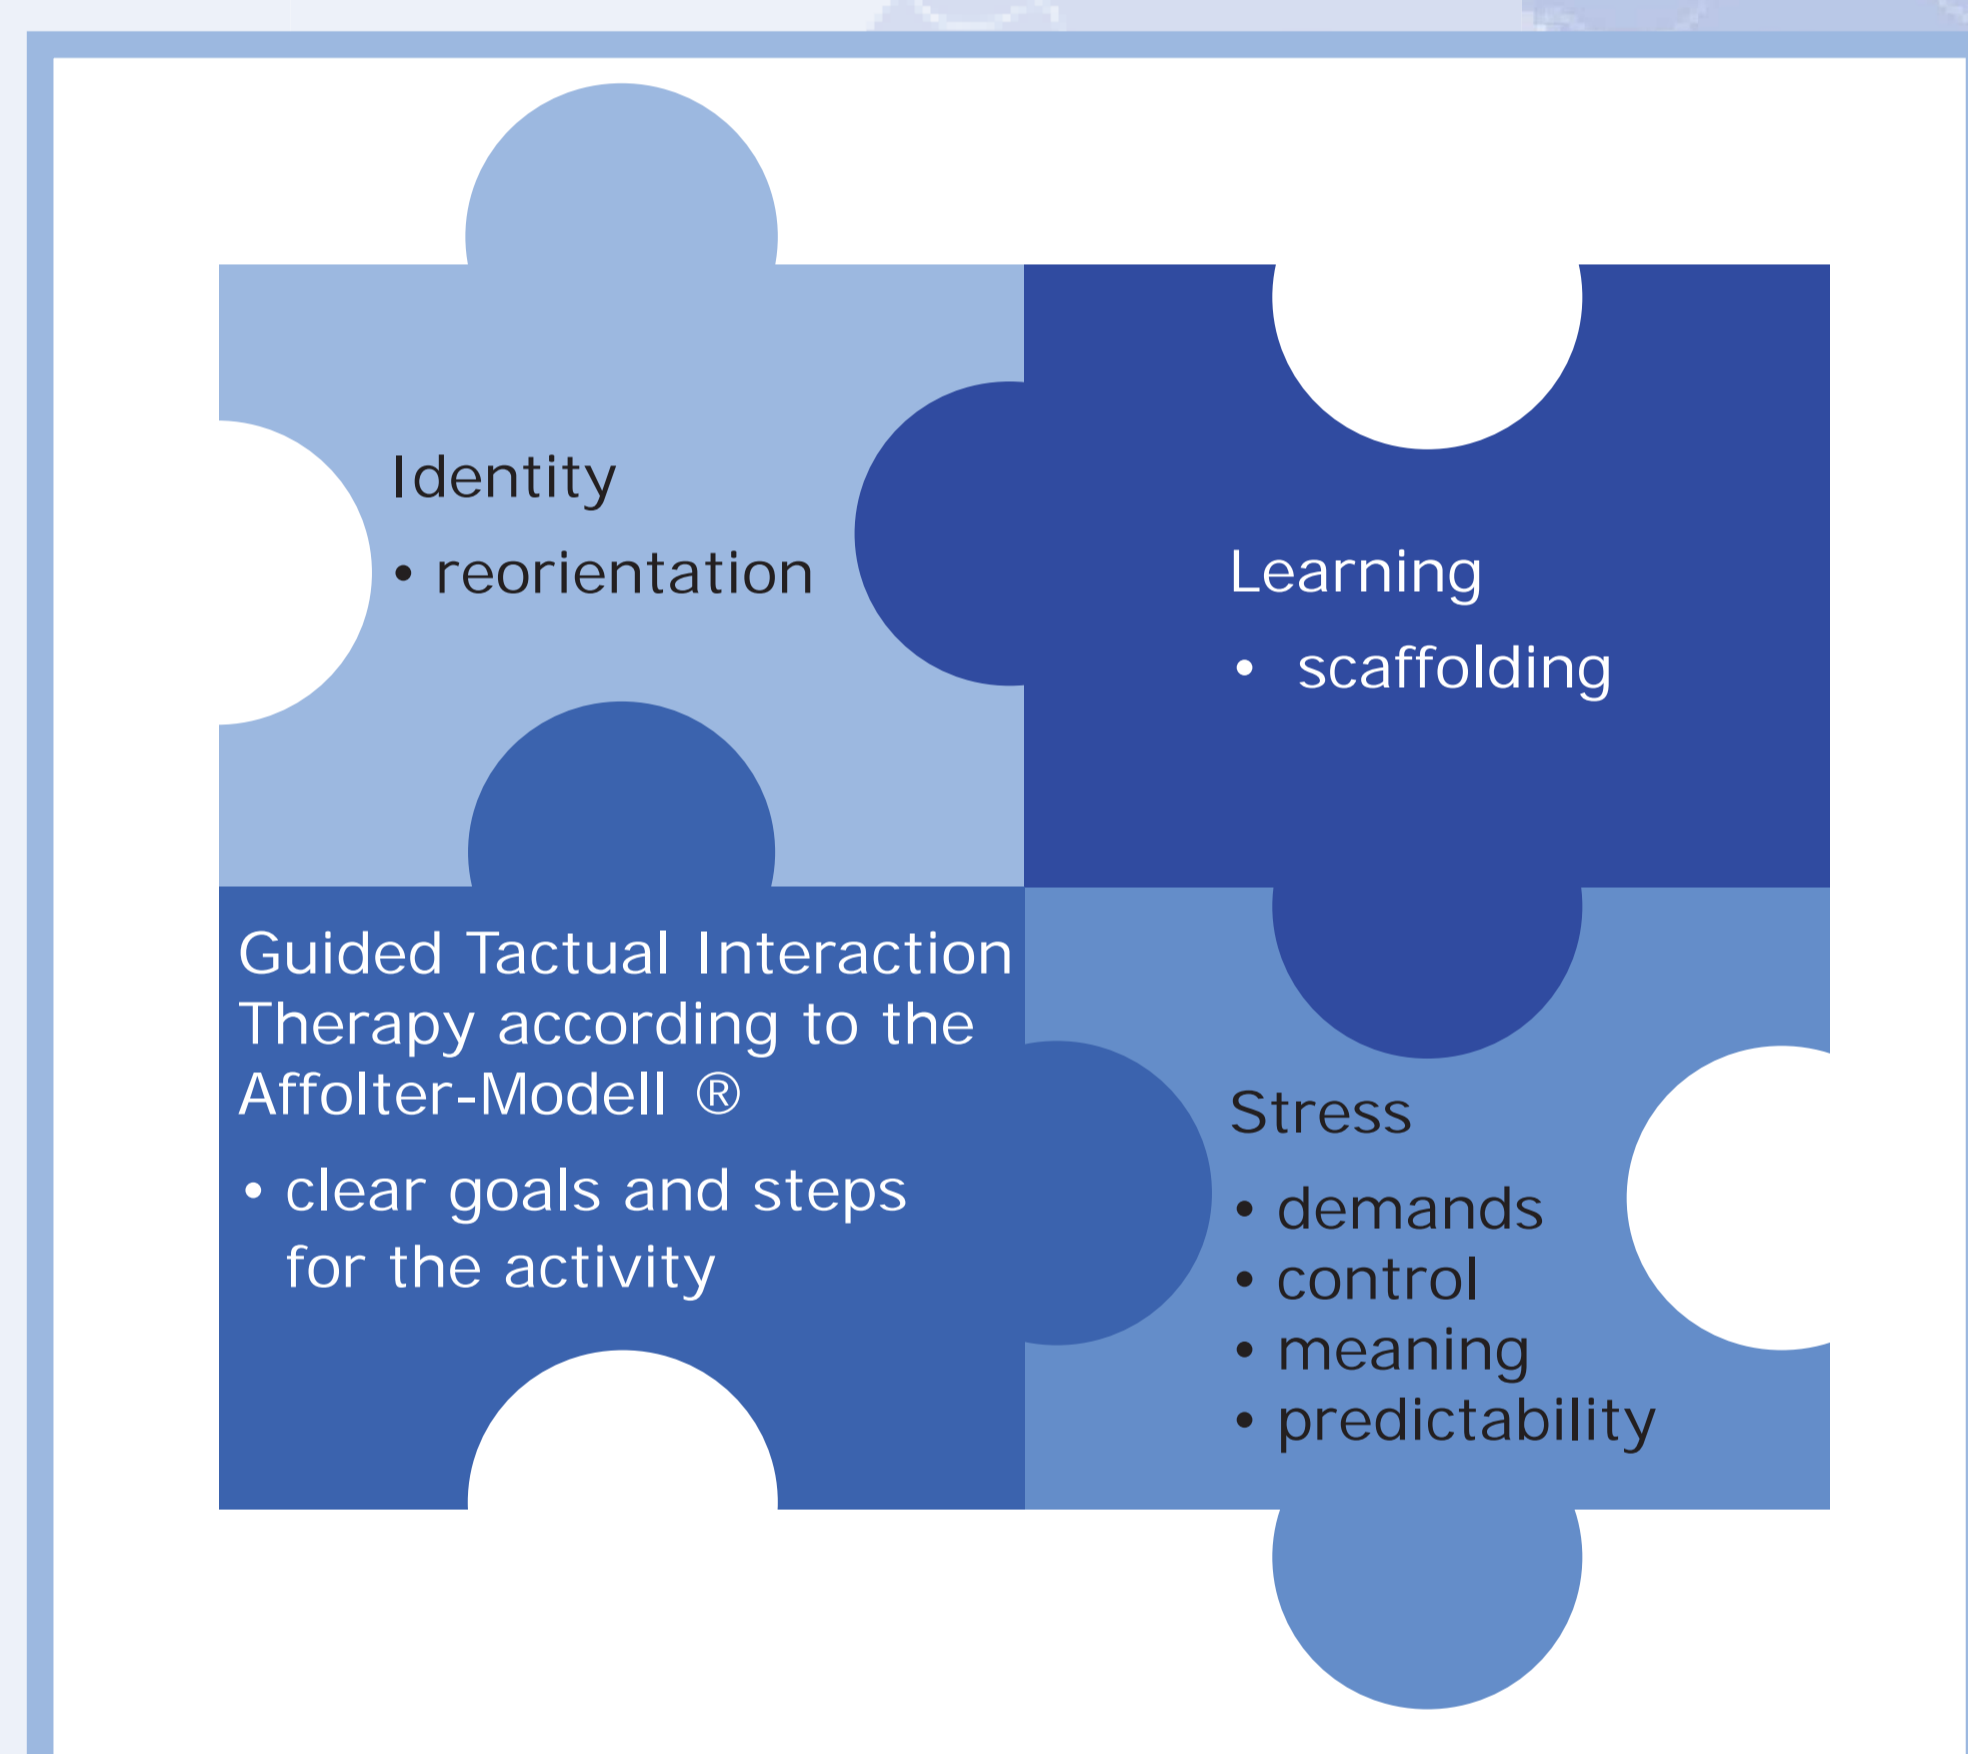 Identity
• reorientation
Learning
• scaffolding
Guided Tactual Interaction
Therapy according to the
Affolter-Modell ®
• clear goals and steps
for the activity
Stress
• demands
• control
• meaning
• predictability